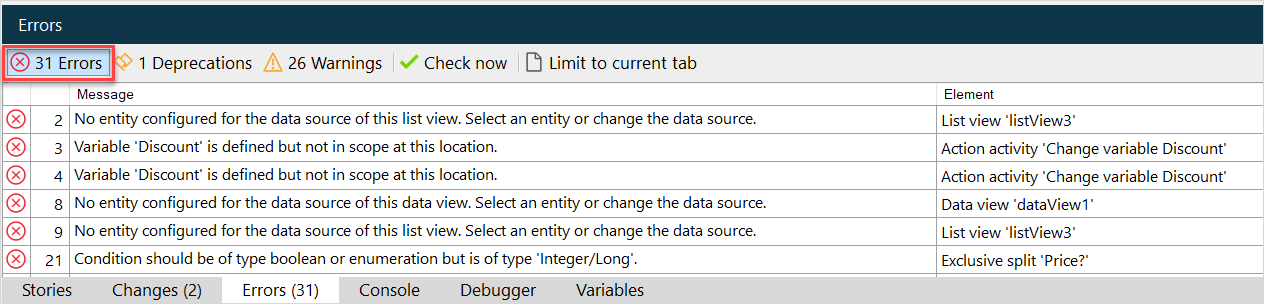 Errors
31 Errors 1 Deprecations 26 Warnings Check now Limit to current tab
Message Element
2 No entity configured for the data source of this list view. Select an entity or change the data source. List view 'listView3'
3 Variable 'Discount' is defined but not in scope at this location. Action activity 'Change variable Discount'
4 Variable 'Discount' is defined but not in scope at this location. Action activity 'Change variable Discount'
8 No entity configured for the data source of this data view. Select an entity or change the data source. Data view 'dataView1'
9 No entity configured for the data source of this list view. Select an entity or change the data source. List view 'listView3'
21 Condition should be of type boolean or enumeration but is of type 'Integer/Long'. Exclusive split 'Price?'
Stories Changes (2) Errors (31) Console Debugger Variables